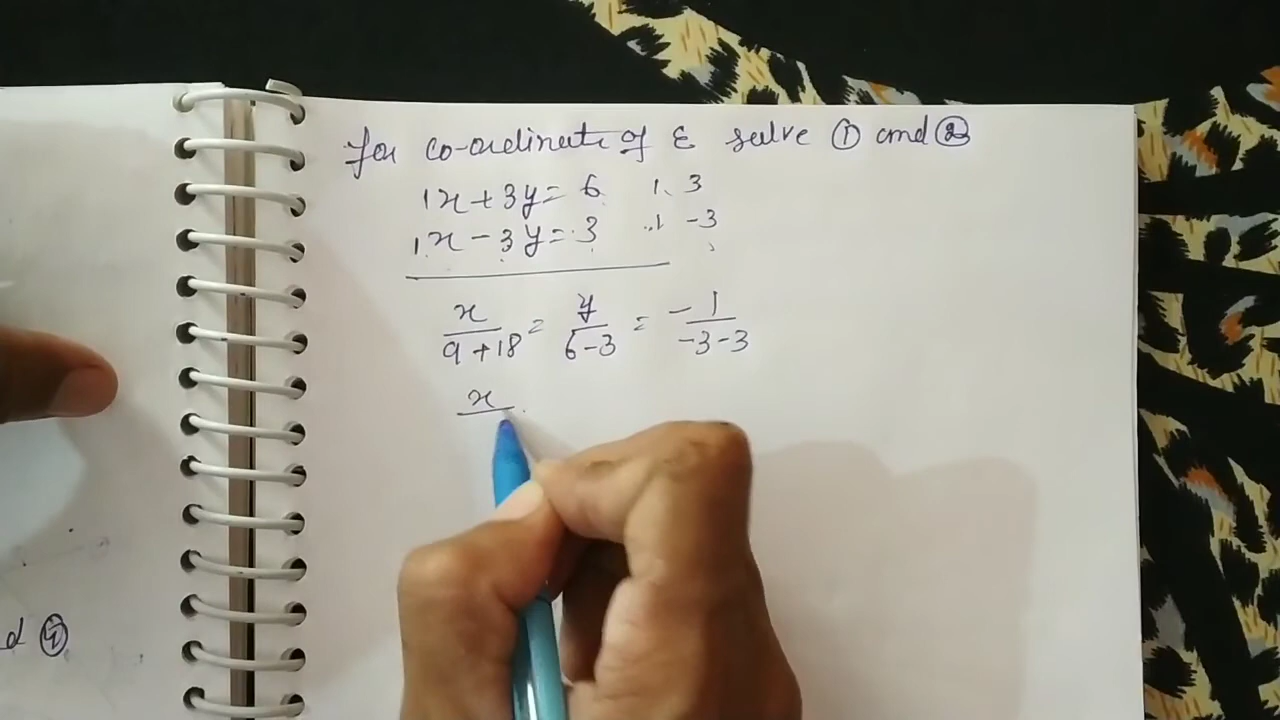 d ④
for co-ordinate of E solve ① and ②
1x + 3y = 6 1, 3
1x - 3y = 3 1 -3
x/9+18 = y/6-3 = -1/-3-3
x